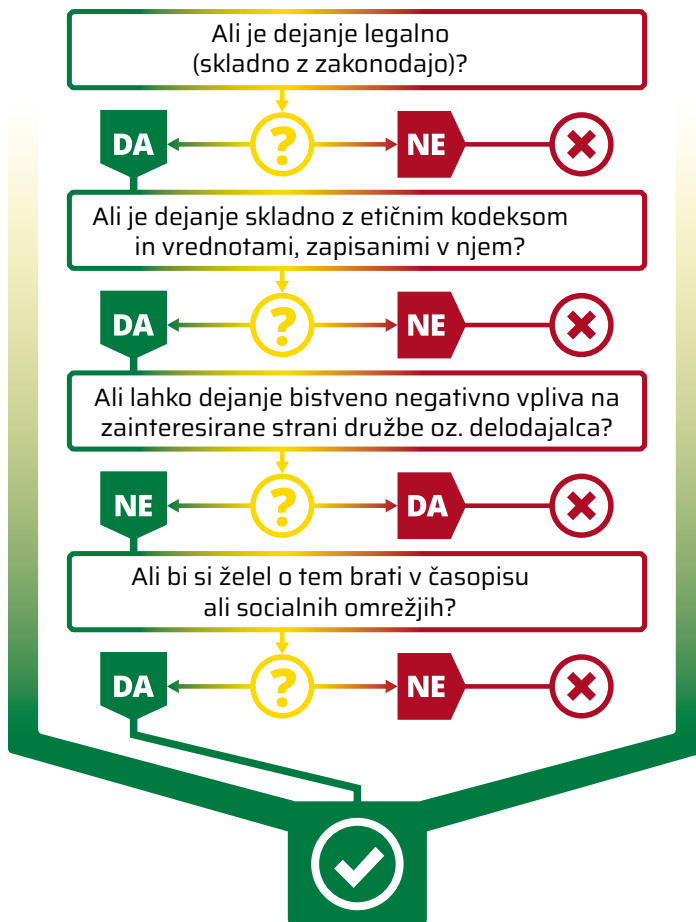 Ali je dejanje legalno
(skladno z zakonodajo)?
DA
?
NE
Ali je dejanje skladno z etičnim kodeksom
in vrednotami, zapisanimi v njem?
DA
?
NE
Ali lahko dejanje bistveno negativno vpliva na
zainteresirane strani družbe oz. delodajalca?
NE
?
DA
Ali bi si želel o tem brati v časopisu
ali socialnih omrežjih?
DA
?
NE